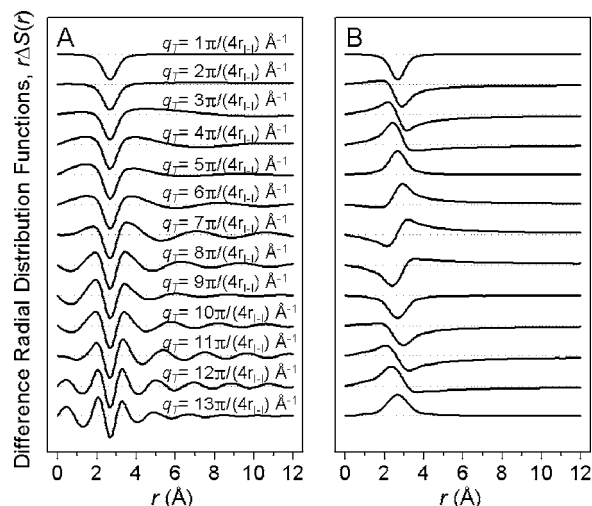 Difference Radial Distribution Functions, rΔS(r)
A
B
q_T = 1π/(4r_I-I) Å⁻¹
q_T = 2π/(4r_I-I) Å⁻¹
q_T = 3π/(4r_I-I) Å⁻¹
q_T = 4π/(4r_I-I) Å⁻¹
q_T = 5π/(4r_I-I) Å⁻¹
q_T = 6π/(4r_I-I) Å⁻¹
q_T = 7π/(4r_I-I) Å⁻¹
q_T = 8π/(4r_I-I) Å⁻¹
q_T = 9π/(4r_I-I) Å⁻¹
q_T = 10π/(4r_I-I) Å⁻¹
q_T = 11π/(4r_I-I) Å⁻¹
q_T = 12π/(4r_I-I) Å⁻¹
q_T = 13π/(4r_I-I) Å⁻¹
0 2 4 6 8 10 12
0 2 4 6 8 10 12
r (Å)
r (Å)